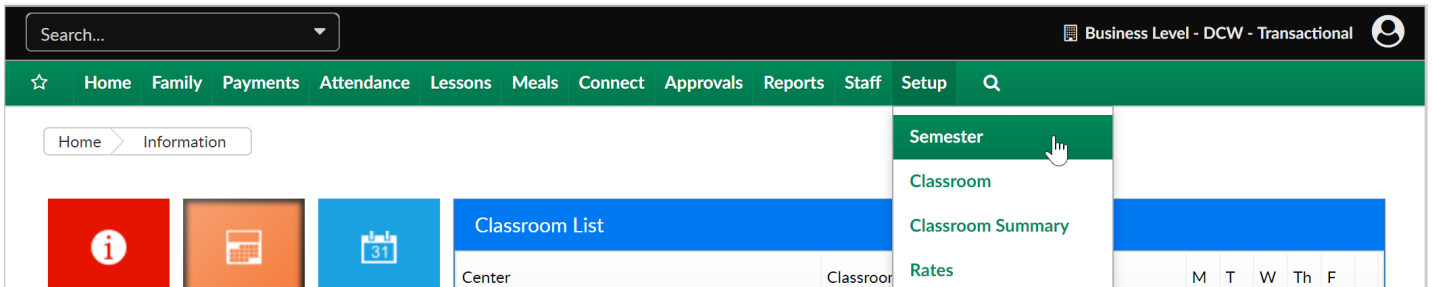 Search...
Business Level - DCW - Transactional
Home Family Payments Attendance Lessons Meals Connect Approvals Reports Staff Setup
Home Information
Semester
Classroom
Classroom Summary
Rates
31
Classroom List
Center M T W Th F